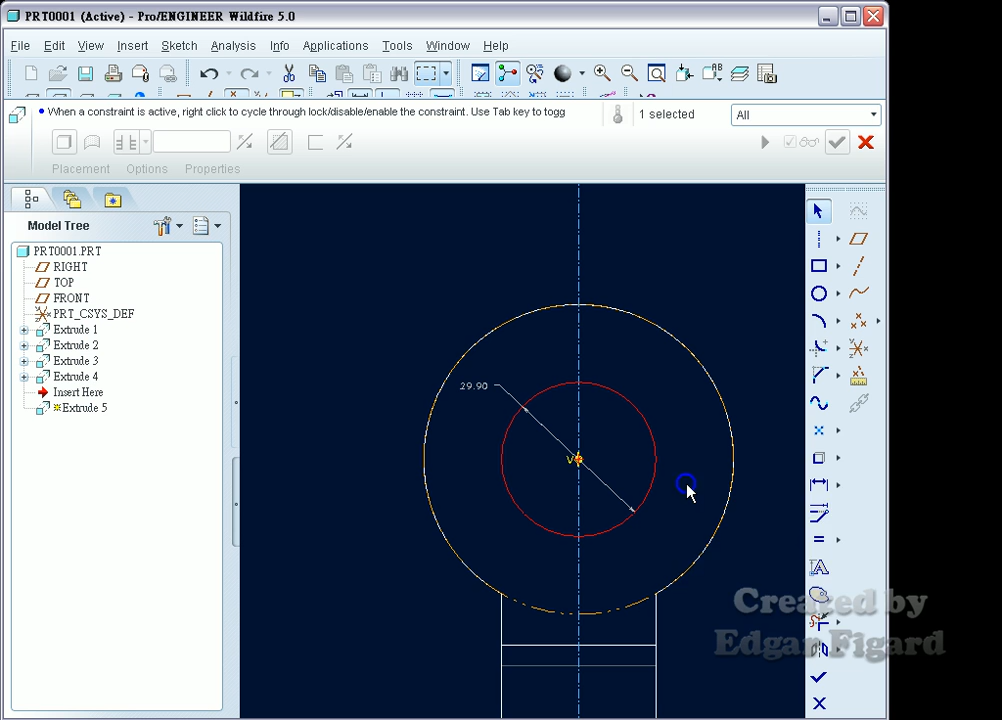 PRT0001 (Active) - Pro/ENGINEER Wildfire 5.0
File Edit View Insert Sketch Analysis Info Applications Tools Window Help
When a constraint is active, right click to cycle through lock/disable/enable the constraint. Use Tab key to togg
1 selected
All
Placement Options Properties
Model Tree
PRT0001.PRT
RIGHT
TOP
FRONT
PRT_CSYS_DEF
Extrude 1
Extrude 2
Extrude 3
Extrude 4
Insert Here
Extrude 5
29.90
Created by
Edgar Figard